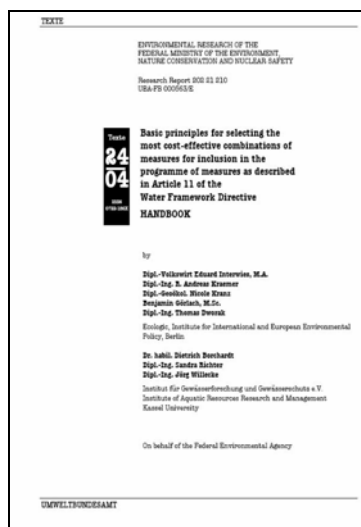 TEXTE
ENVIRONMENTAL RESEARCH OF THE
FEDERAL MINISTRY OF THE ENVIRONMENT,
NATURE CONSERVATION AND NUCLEAR SAFETY
Research Report 202 21 210
UBA-FB 000563/E
Texte
24
04
ISSN
0722-186X
Basic principles for selecting the
most cost-effective combinations of
measures for inclusion in the
programme of measures as described
in Article 11 of the
Water Framework Directive
HANDBOOK
by
Dipl.-Volkswirt Eduard Interwies, M.A.
Dipl.-Ing. R. Andreas Kraemer
Dipl.-Geoökol. Nicole Kranz
Benjamin Görlach, M.Sc.
Dipl.-Ing. Thomas Dworak
Ecologic, Institute for International and European Environmental
Policy, Berlin
Dr. habil. Dietrich Borchardt
Dipl.-Ing. Sandra Richter
Dipl.-Ing. Jörg Willecke
Institut für Gewässerforschung und Gewässerschutz e.V.
Institute of Aquatic Resources Research and Management
Kassel University
On behalf of the Federal Environmental Agency
UMWELTBUNDESAMT